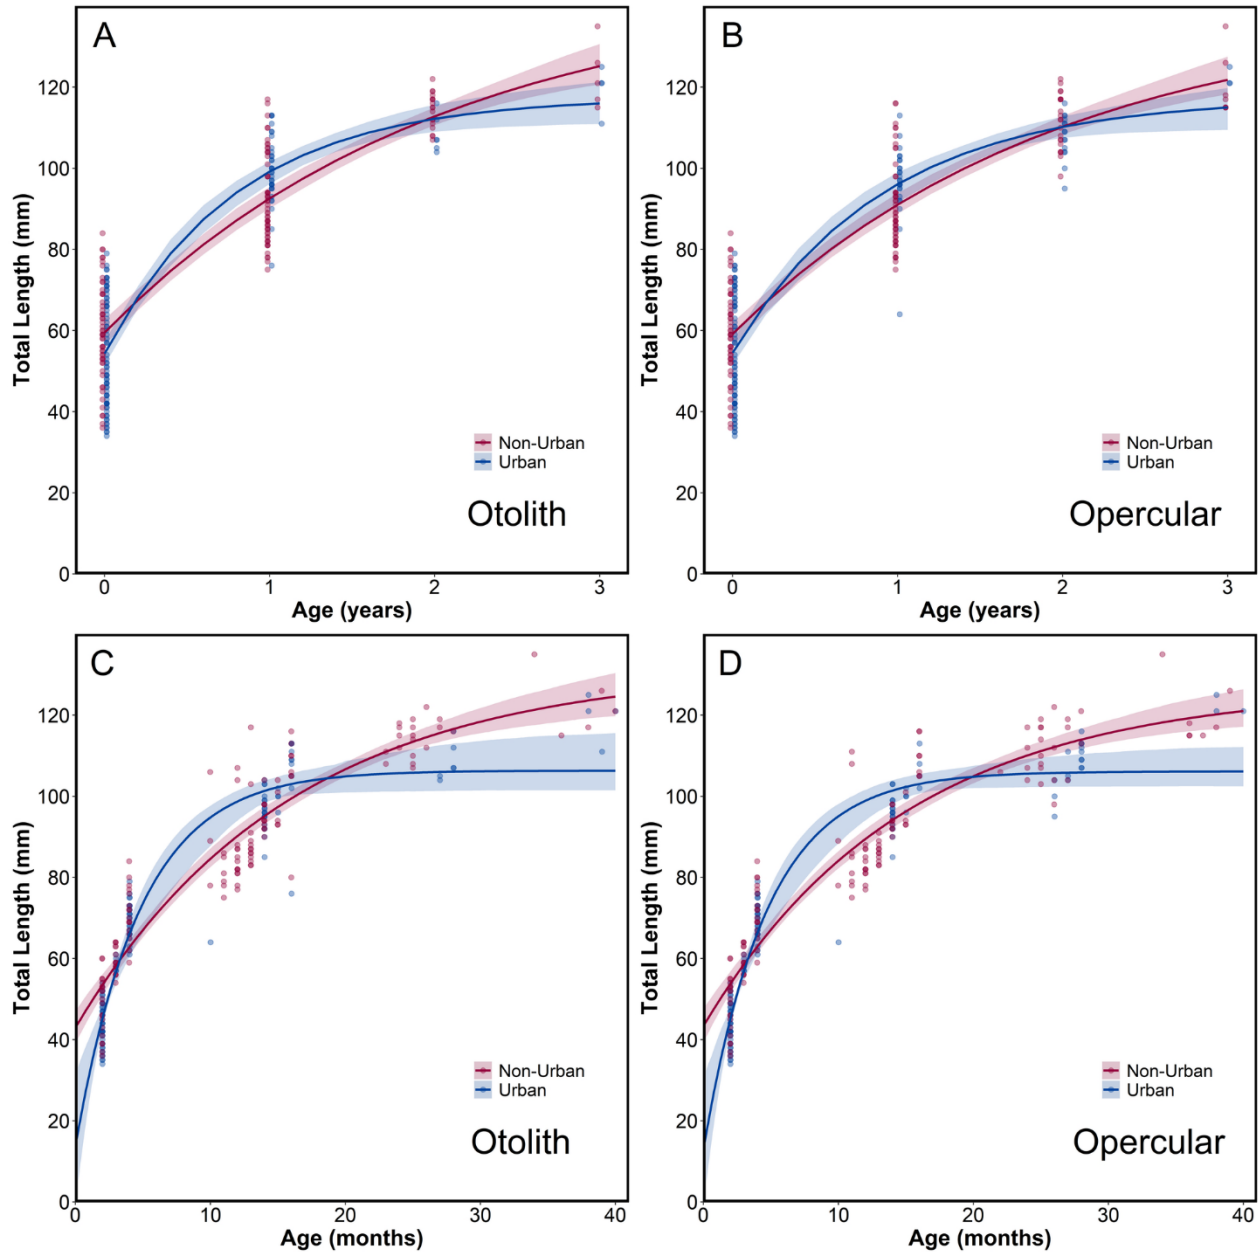 A
Total Length (mm)
120
100
80
60
40
20
0
Non-Urban
Urban
Otolith
0 1 2 3
Age (years)
B
Total Length (mm)
120
100
80
60
40
20
0
Non-Urban
Urban
Opercular
0 1 2 3
Age (years)
C
Total Length (mm)
120
100
80
60
40
20
0
Non-Urban
Urban
Otolith
0 10 20 30 40
Age (months)
D
Total Length (mm)
120
100
80
60
40
20
0
Non-Urban
Urban
Opercular
0 10 20 30 40
Age (months)